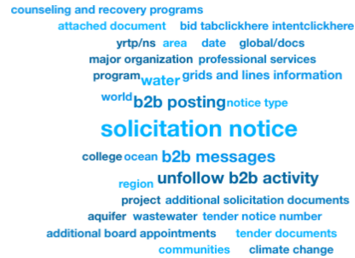 counseling and recovery programs
attached document bid tabclickhere intentclickhere
yrtp/ns area date global/docs
major organization professional services
program water grids and lines information
world b2b posting notice type
solicitation notice
college ocean b2b messages
region unfollow b2b activity
project additional solicitation documents
aquifer wastewater tender notice number
additional board appointments tender documents
communities climate change